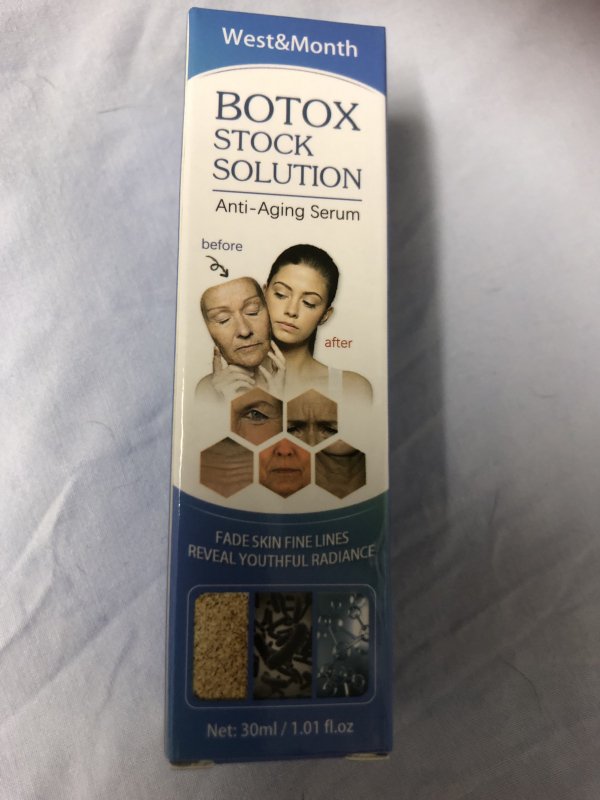 West&Month
BOTOX
STOCK
SOLUTION
Anti-Aging Serum
before
after
FADE SKIN FINE LINES
REVEAL YOUTHFUL RADIANCE
Net: 30ml / 1.01 fl.oz